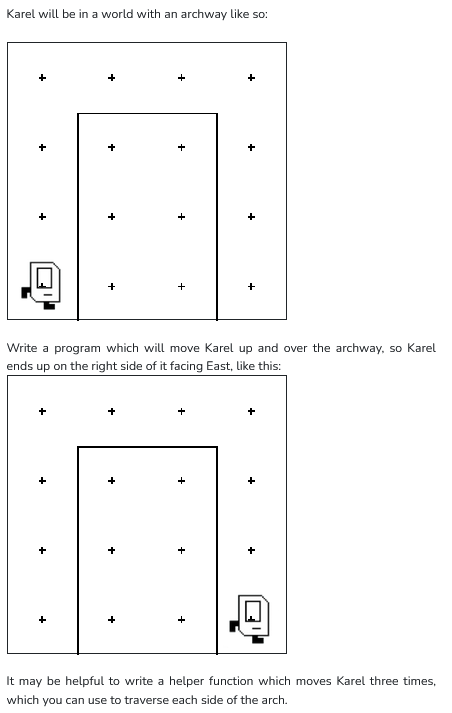 Karel will be in a world with an archway like so:
Write a program which will move Karel up and over the archway, so Karel
ends up on the right side of it facing East, like this:
It may be helpful to write a helper function which moves Karel three times,
which you can use to traverse each side of the arch.